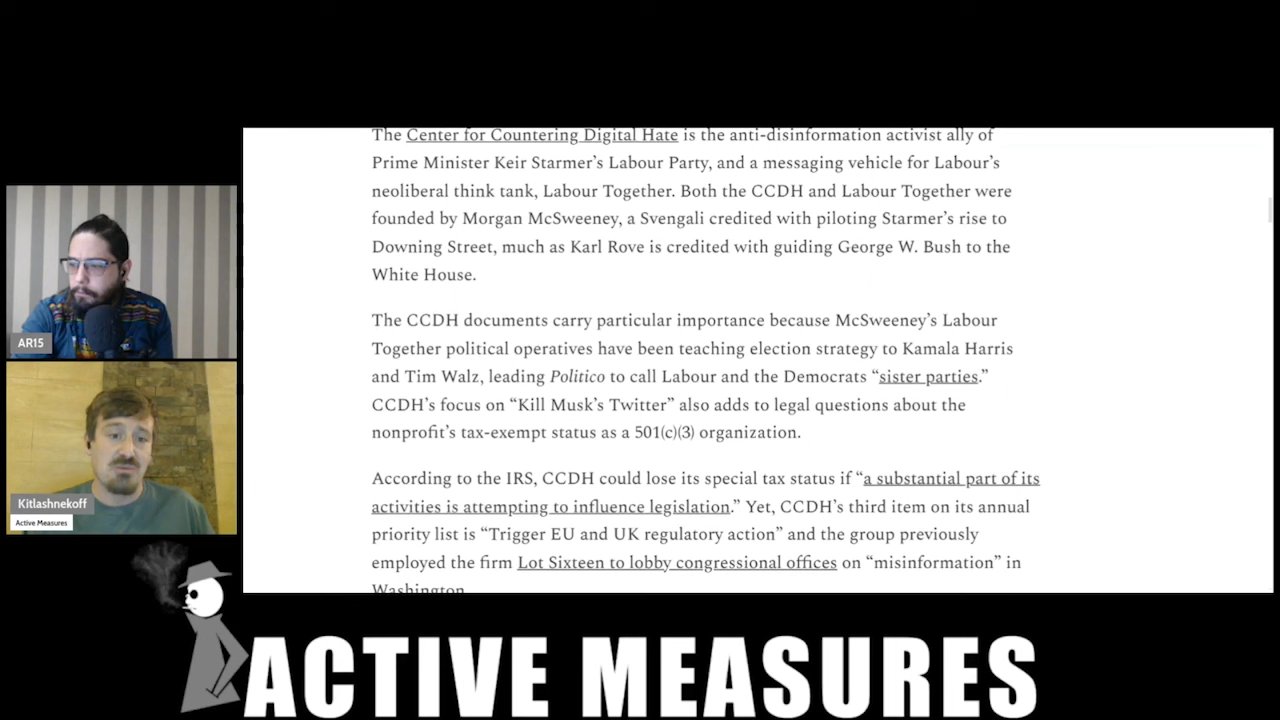 The Center for Countering Digital Hate is the anti-disinformation activist ally of
Prime Minister Keir Starmer’s Labour Party, and a messaging vehicle for Labour’s
neoliberal think tank, Labour Together. Both the CCDH and Labour Together were
founded by Morgan McSweeney, a Svengali credited with piloting Starmer’s rise to
Downing Street, much as Karl Rove is credited with guiding George W. Bush to the
White House.
The CCDH documents carry particular importance because McSweeney’s Labour
Together political operatives have been teaching election strategy to Kamala Harris
and Tim Walz, leading Politico to call Labour and the Democrats “sister parties.”
CCDH’s focus on “Kill Musk’s Twitter” also adds to legal questions about the
nonprofit’s tax-exempt status as a 501(c)(3) organization.
According to the IRS, CCDH could lose its special tax status if “a substantial part of its
activities is attempting to influence legislation.” Yet, CCDH’s third item on its annual
priority list is “Trigger EU and UK regulatory action” and the group previously
employed the firm Lot Sixteen to lobby congressional offices on “misinformation” in
Washington.
AR15
Kitlashnekoff
Active Measures
ACTIVE MEASURES